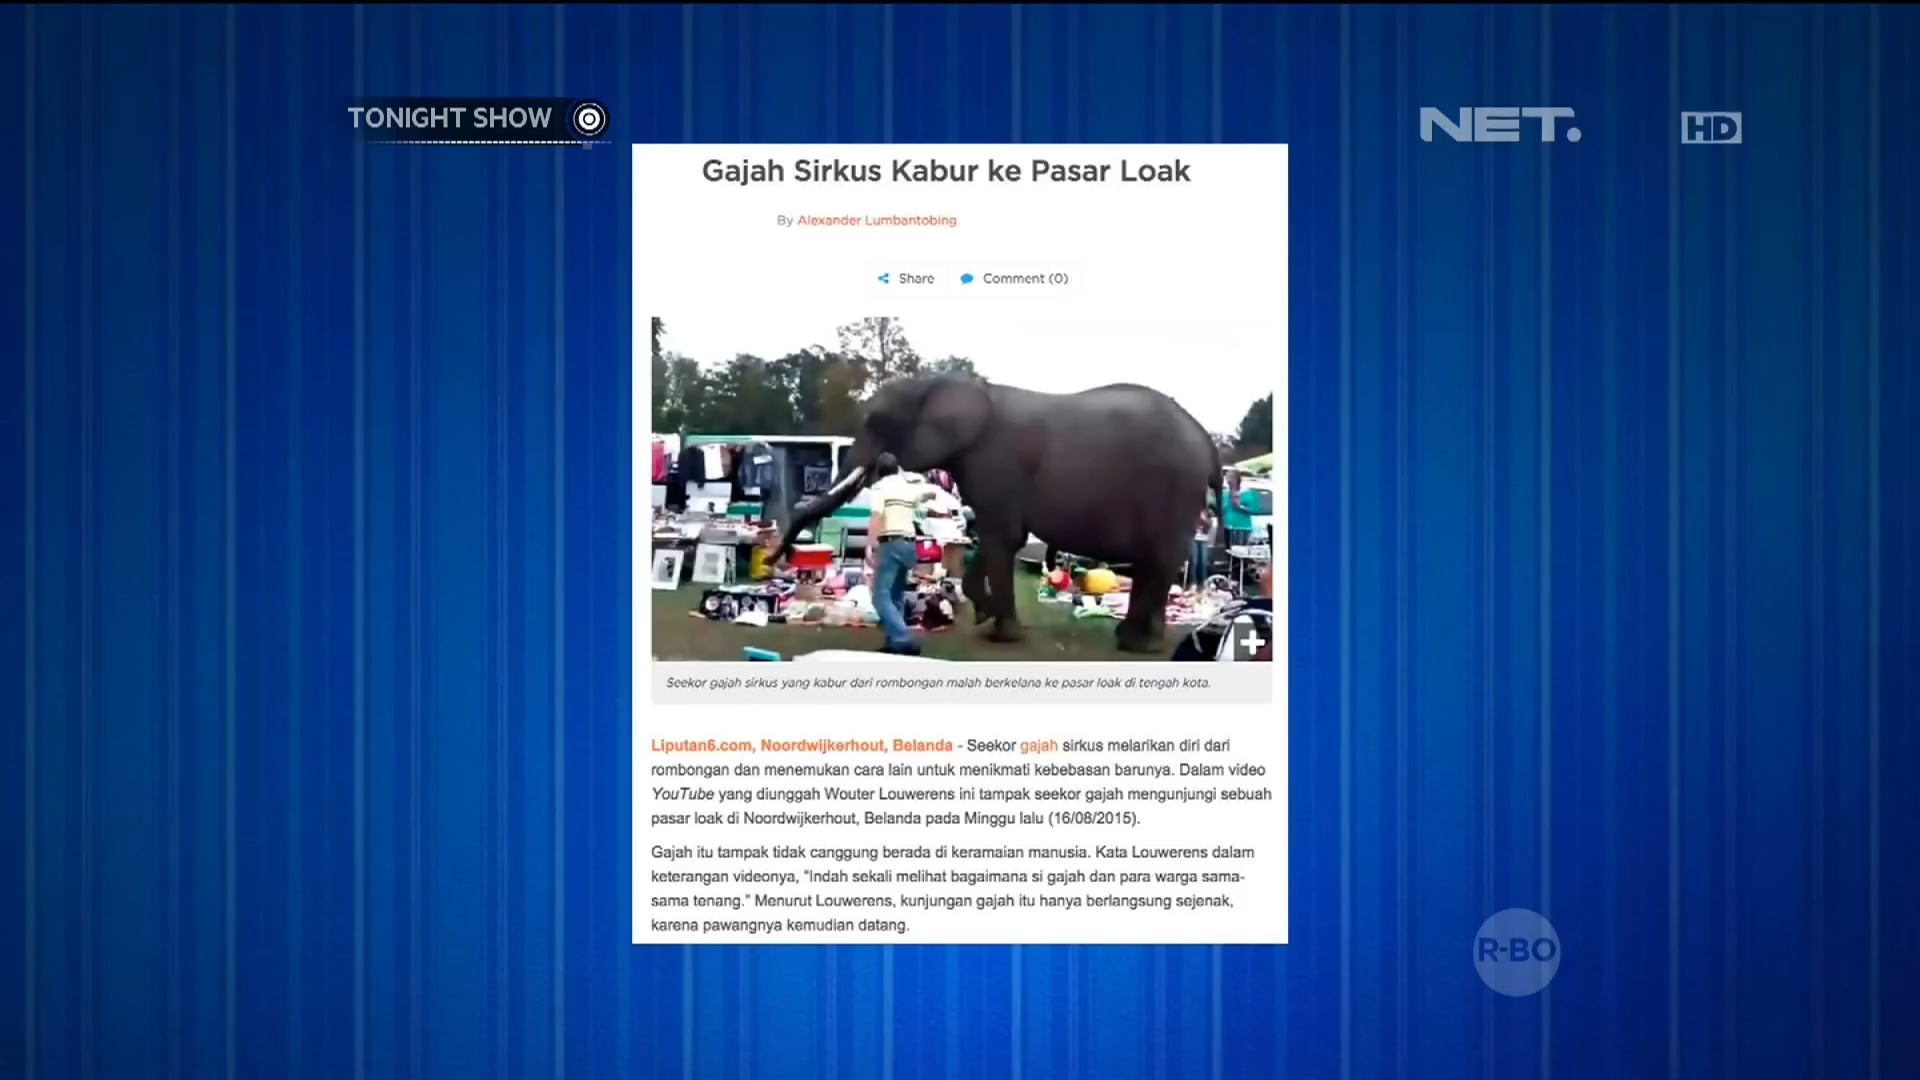 TONIGHT SHOW
NET.
HD
Gajah Sirkus Kabur ke Pasar Loak
By Alexander Lumbantobing
Share
Comment (0)
Seekor gajah sirkus yang kabur dari rombongan malah berkelana ke pasar loak di tengah kota.
Liputan6.com, Noordwijkerhout, Belanda - Seekor gajah sirkus melarikan diri dari
rombongan dan menemukan cara lain untuk menikmati kebebasan barunya. Dalam video
YouTube yang diunggah Wouter Louwerens ini tampak seekor gajah mengunjungi sebuah
pasar loak di Noordwijkerhout, Belanda pada Minggu lalu (16/08/2015).
Gajah itu tampak tidak canggung berada di keramaian manusia. Kata Louwerens dalam
keterangan videonya, "Indah sekali melihat bagaimana si gajah dan para warga sama-
sama tenang." Menurut Louwerens, kunjungan gajah itu hanya berlangsung sejenak,
karena pawangnya kemudian datang.
R-BO